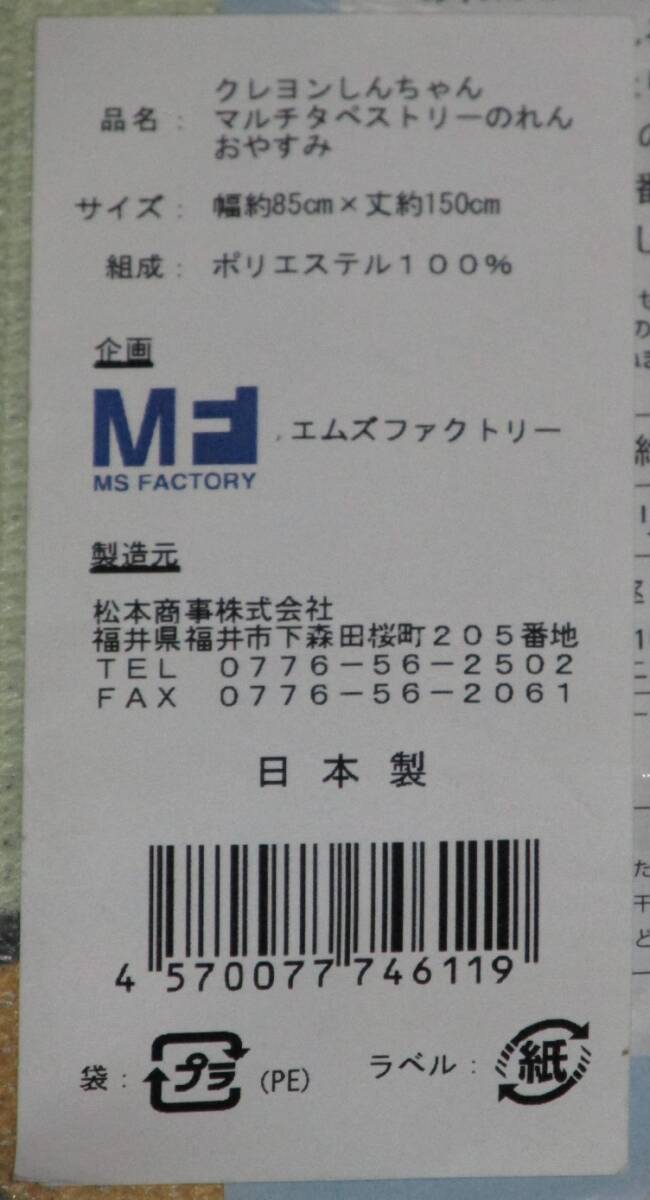 クレヨンしんちゃん
品名： マルチタペストリーのれん
おやすみ
サイズ： 幅約85cm×丈約150cm
組成： ポリエステル１００％
企画
MF
MS FACTORY
エムズファクトリー
製造元
松本商事株式会社
福井県福井市下森田桜町２０５番地
ＴＥＬ　０７７６－５６－２５０２
ＦＡＸ　０７７６－５６－２０６１
日本製
4 570077 746119
袋： プラ (PE)
ラベル： 紙